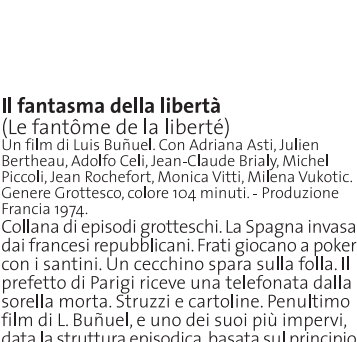 Il fantasma della libertà
(Le fantôme de la liberté)
Un film di Luis Buñuel. Con Adriana Asti, Julien
Bertheau, Adolfo Celi, Jean-Claude Brialy, Michel
Piccoli, Jean Rochefort, Monica Vitti, Milena Vukotic.
Genere Grottesco, colore 104 minuti. - Produzione
Francia 1974.
Collana di episodi grotteschi. La Spagna invasa
dai francesi repubblicani. Frati giocano a poker
con i santini. Un cecchino spara sulla folla. Il
prefetto di Parigi riceve una telefonata dalla
sorella morta. Struzzi e cartoline. Penultimo
film di L. Buñuel, e uno dei suoi più impervi,
data la struttura episodica, basata sul principio